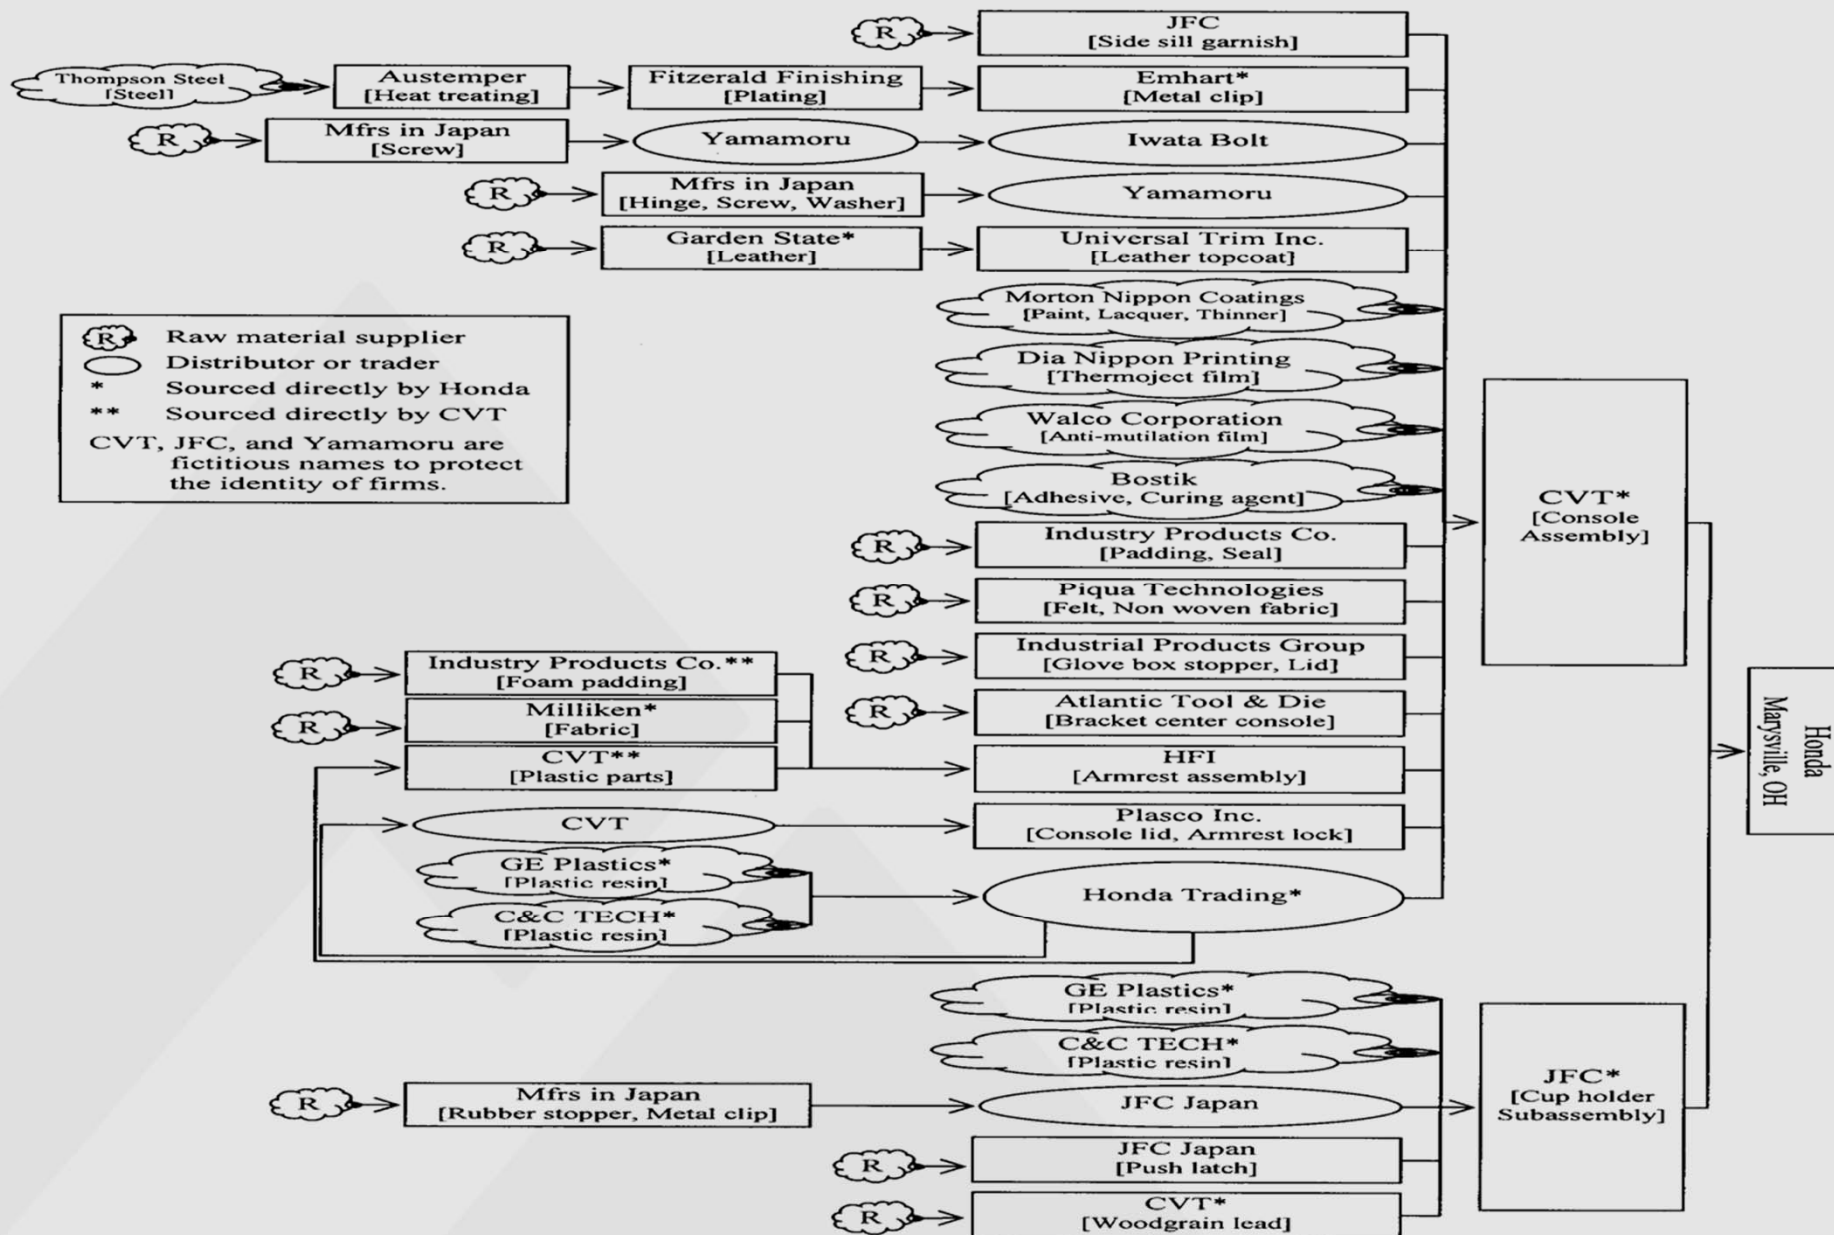 R
JFC
[Side sill garnish]
Thompson Steel
[Steel]
Austemper
[Heat treating]
Fitzerald Finishing
[Plating]
Emhart*
[Metal clip]
R
Mfrs in Japan
[Screw]
Yamamoru
Iwata Bolt
R
Mfrs in Japan
[Hinge, Screw, Washer]
Yamamoru
R
Garden State*
[Leather]
Universal Trim Inc.
[Leather topcoat]
Morton Nippon Coatings
[Paint, Lacquer, Thinner]
R Raw material supplier
Distributor or trader
* Sourced directly by Honda
** Sourced directly by CVT
CVT, JFC, and Yamamoru are
fictitious names to protect
the identity of firms.
Dia Nippon Printing
[Thermoject film]
Walco Corporation
[Anti-mutilation film]
Bostik
[Adhesive, Curing agent]
CVT*
[Console
Assembly]
R
Industry Products Co.
[Padding, Seal]
R
Piqua Technologies
[Felt, Non woven fabric]
R
Industrial Products Group
[Glove box stopper, Lid]
R
Industry Products Co.**
[Foam padding]
R
Atlantic Tool & Die
[Bracket center console]
R
Milliken*
[Fabric]
CVT**
[Plastic parts]
HFI
[Armrest assembly]
Honda
Marysville, OH
CVT
Plasco Inc.
[Console lid, Armrest lock]
GE Plastics*
[Plastic resin]
C&C TECH*
[Plastic resin]
Honda Trading*
GE Plastics*
[Plastic resin]
C&C TECH*
[Plastic resin]
R
Mfrs in Japan
[Rubber stopper, Metal clip]
JFC Japan
JFC*
[Cup holder
Subassembly]
R
JFC Japan
[Push latch]
R
CVT*
[Woodgrain lead]